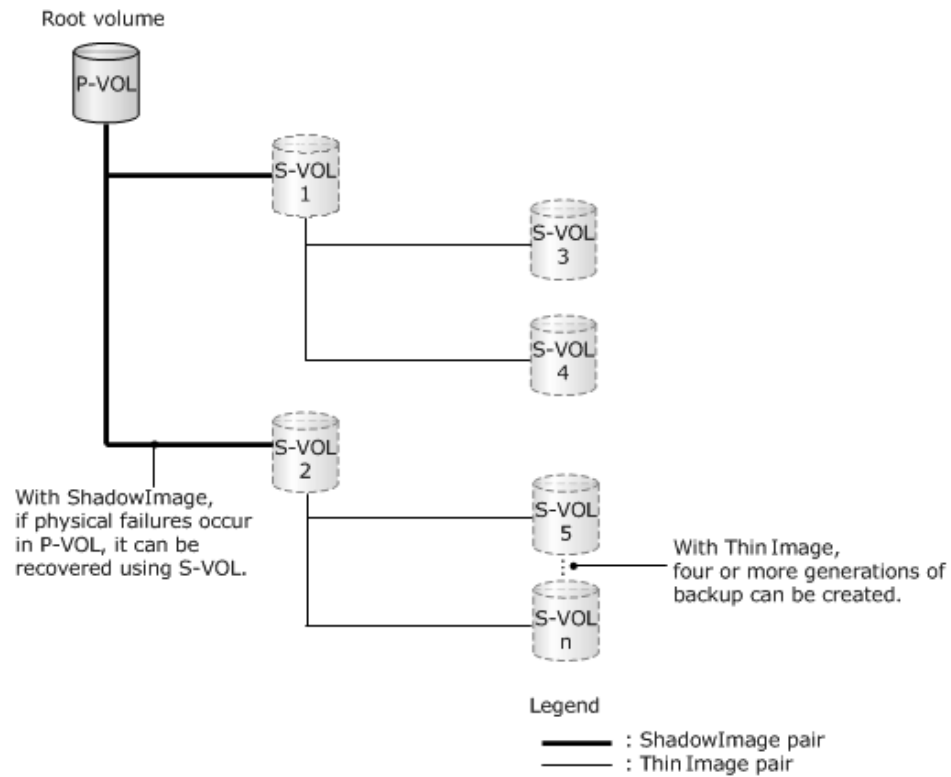 Root volume
P-VOL
S-VOL
1
S-VOL
3
S-VOL
4
S-VOL
2
With ShadowImage,
if physical failures occur
in P-VOL, it can be
recovered using S-VOL.
S-VOL
5
With Thin Image,
four or more generations of
backup can be created.
S-VOL
n
Legend
: ShadowImage pair
: Thin Image pair